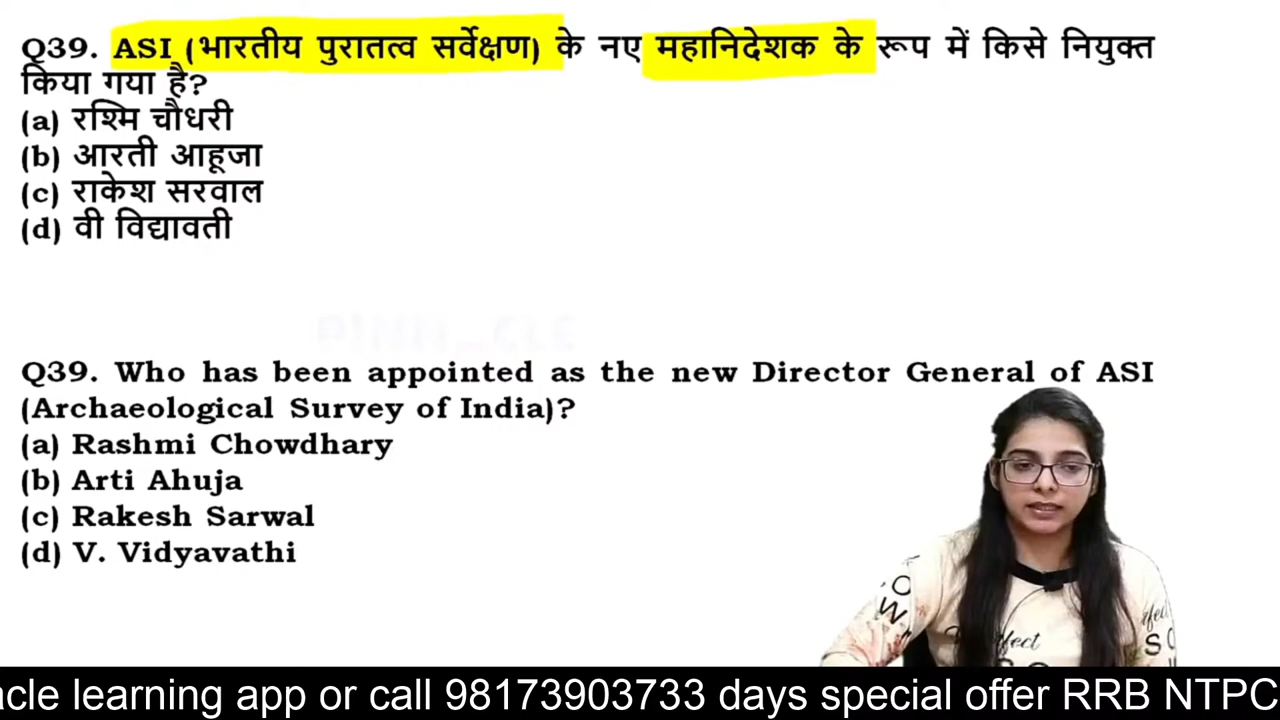 Q39. ASI (भारतीय पुरातत्व सर्वेक्षण) के नए महानिदेशक के रूप में किसे नियुक्त
किया गया है?
(a) रश्मि चौधरी
(b) आरती आहूजा
(c) राकेश सरवाल
(d) वी विद्यावती
Q39. Who has been appointed as the new Director General of ASI
(Archaeological Survey of India)?
(a) Rashmi Chowdhary
(b) Arti Ahuja
(c) Rakesh Sarwal
(d) V. Vidyavathi
acle learning app or call 98173903733 days special offer RRB NTPC